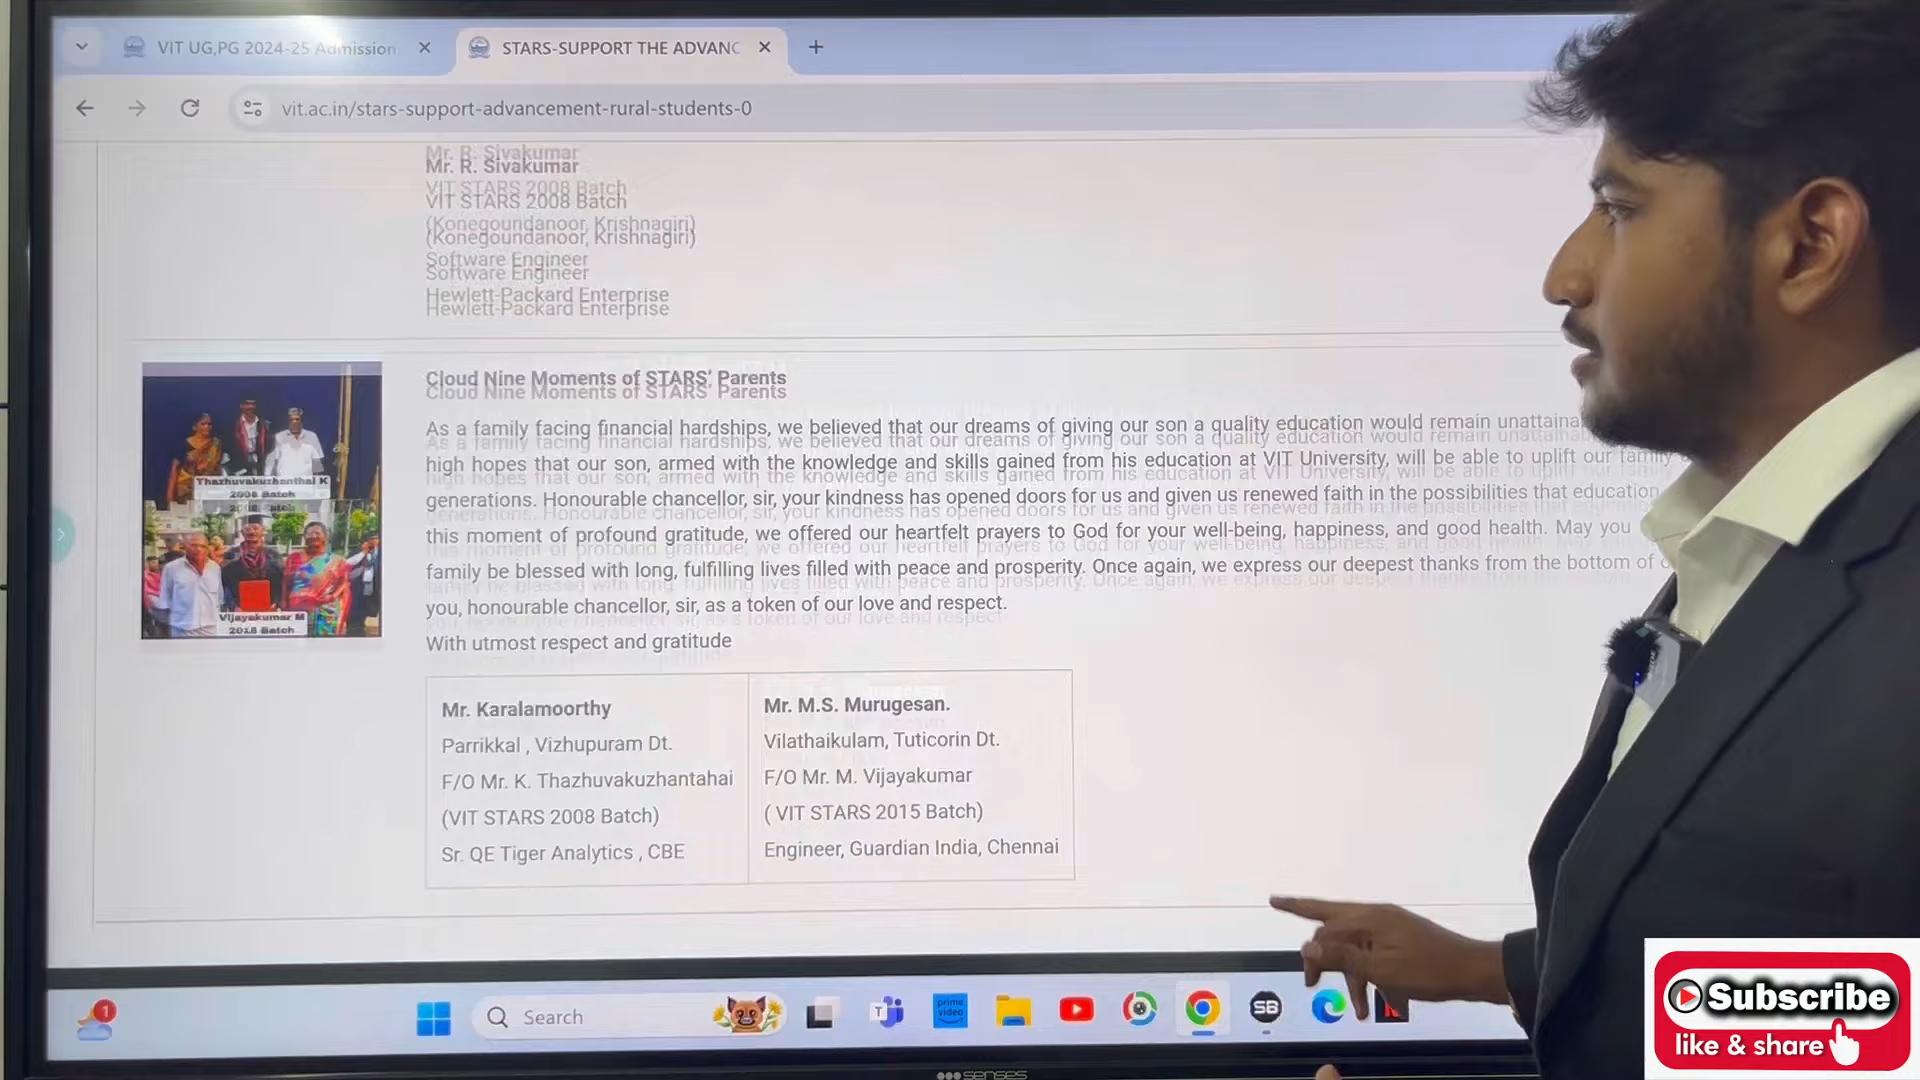 VIT UG,PG 2024-25 Admission
STARS-SUPPORT THE ADVANC
vit.ac.in/stars-support-advancement-rural-students-0
Mr. R. Sivakumar
VIT STARS 2008 Batch
(Konegoundanoor, Krishnagiri)
Software Engineer
Hewlett-Packard Enterprise
Thazhuvakuzhanthai K
2008 Batch
Vijayakumar M
Cloud Nine Moments of STARS' Parents
As a family facing financial hardships, we believed that our dreams of giving our son a quality education would remain unattaina
high hopes that our son, armed with the knowledge and skills gained from his education at VIT University, will be able to uplift our family
generations. Honourable chancellor, sir, your kindness has opened doors for us and given us renewed faith in the possibilities that education
this moment of profound gratitude, we offered our heartfelt prayers to God for your well-being, happiness, and good health. May you
family be blessed with long, fulfilling lives filled with peace and prosperity. Once again, we express our deepest thanks from the bottom of
you, honourable chancellor, sir, as a token of our love and respect.
With utmost respect and gratitude
Mr. Karalamoorthy
Parrikkal , Vizhupuram Dt.
F/O Mr. K. Thazhuvakuzhantahai
(VIT STARS 2008 Batch)
Sr. QE Tiger Analytics , CBE
Mr. M.S. Murugesan.
Vilathaikulam, Tuticorin Dt.
F/O Mr. M. Vijayakumar
( VIT STARS 2015 Batch)
Engineer, Guardian India, Chennai
1
Search
prime
video
SB
senses
Subscribe
like & share